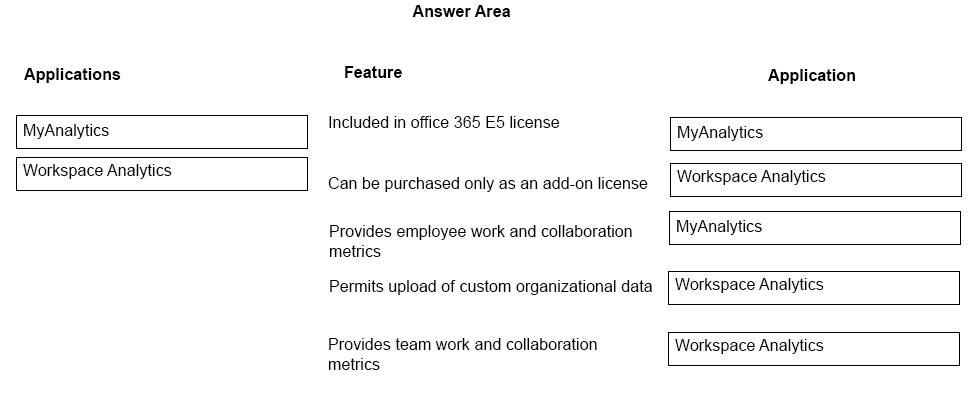 Answer Area
Applications
Feature
Application
MyAnalytics
Included in office 365 E5 license
MyAnalytics
Workspace Analytics
Can be purchased only as an add-on license
Workspace Analytics
Provides employee work and collaboration
metrics
MyAnalytics
Permits upload of custom organizational data
Workspace Analytics
Provides team work and collaboration
metrics
Workspace Analytics